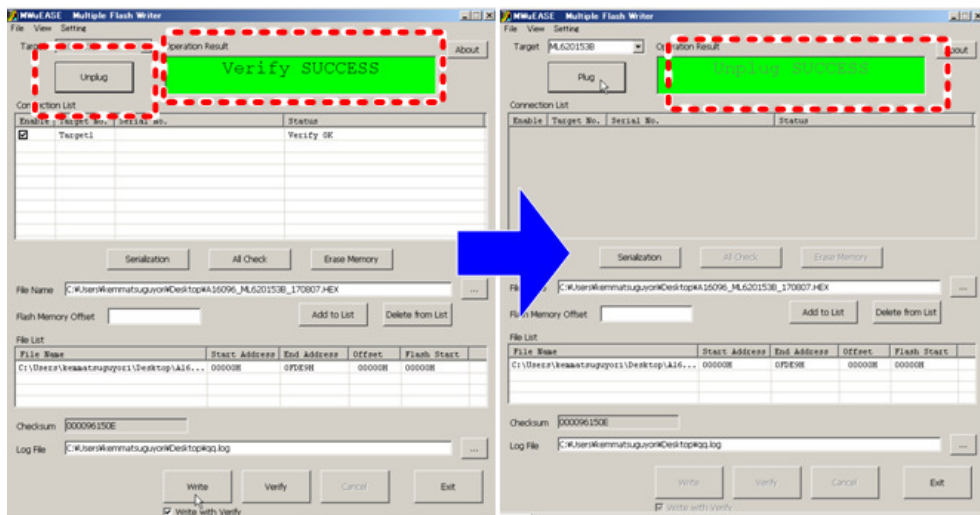 MWuEASE Multiple Flash Writer
File View Setting
Operation Result
About
Unplug
Verify SUCCESS
Connection List
Enable Target No. Serial No. Status
Target1 Verify OK
Serialization All Check Erase Memory
File Name C:¥Users¥kemmatsuguyori¥Desktop¥A16096_ML620153B_170807.HEX ...
Flash Memory Offset Add to List Delete from List
File List
File Name Start Address End Address Offset Flash Start
C:\Users\kemmatsuguyori\Desktop\A16... 00000H 0FDE9H 00000H 00000H
Checksum 000096150E
Log File C:¥Users¥kemmatsuguyori¥Desktop¥qq.log ...
Write Verify Cancel Exit
Write with Verify
MWuEASE Multiple Flash Writer
File View Setting
Target ML620153B Operation Result
Plug
Unplug SUCCESS
Connection List
Enable Target No. Serial No. Status
Serialization All Check Erase Memory
C:¥Users¥kemmatsuguyori¥Desktop¥A16096_ML620153B_170807.HEX ...
Flash Memory Offset Add to List Delete from List
File List
File Name Start Address End Address Offset Flash Start
C:\Users\kemmatsuguyori\Desktop\A16... 00000H 0FDE9H 00000H 00000H
Checksum 000096150E
Log File C:¥Users¥kemmatsuguyori¥Desktop¥qq.log ...
Write Verify Cancel Exit
Write with Verify